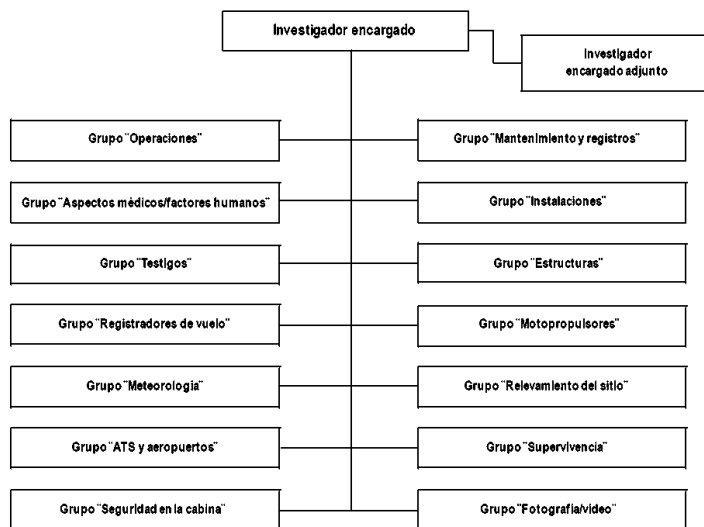 Investigador encargado
Investigador
encargado adjunto
Grupo ¨Operaciones¨
Grupo ¨Mantenimiento y registros¨
Grupo ¨Aspectos médicos/factores humanos¨
Grupo ¨Instalaciones¨
Grupo ¨Testigos¨
Grupo ¨Estructuras¨
Grupo ¨Registradores de vuelo¨
Grupo ¨Motopropulsores¨
Grupo ¨Meteorología¨
Grupo ¨Relevamiento del sitio¨
Grupo ¨ATS y aeropuertos¨
Grupo ¨Supervivencia¨
Grupo ¨Seguridad en la cabina¨
Grupo ¨Fotografía/video¨